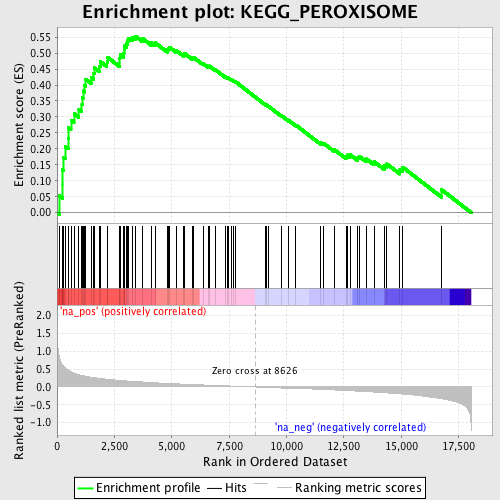 Enrichment plot: KEGG_PEROXISOME
Enrichment score (ES)
0.55
0.50
0.45
0.40
0.35
0.30
0.25
0.20
0.15
0.10
0.05
0.00
'na_pos' (positively correlated)
Ranked list metric (PreRanked)
2.0
1.5
1.0
0.5
0.0
-0.5
-1.0
Zero cross at 8626
'na_neg' (negatively correlated)
0 2,500 5,000 7,500 10,000 12,500 15,000 17,500
Rank in Ordered Dataset
Enrichment profile Hits Ranking metric scores